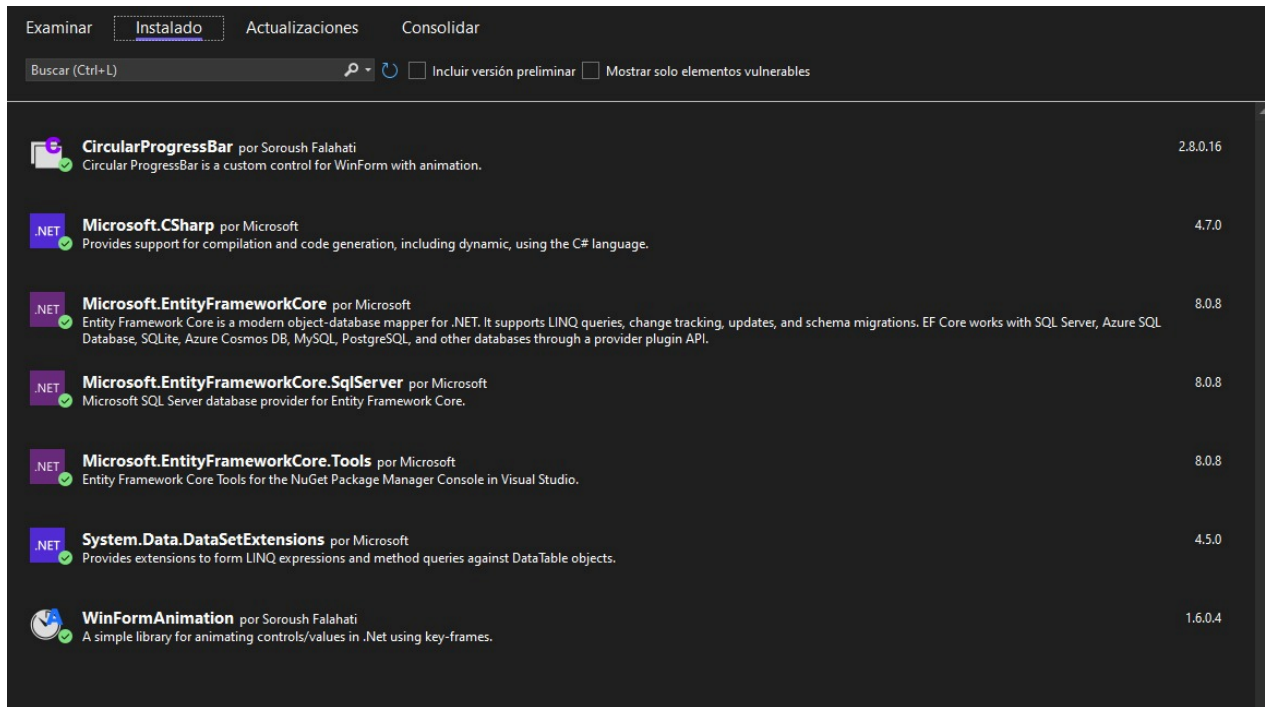 Examinar Instalado Actualizaciones Consolidar
Buscar (Ctrl+L) Incluir versión preliminar Mostrar solo elementos vulnerables
CircularProgressBar por Soroush Falahati 2.8.0.16
Circular ProgressBar is a custom control for WinForm with animation.
.NET Microsoft.CSharp por Microsoft 4.7.0
Provides support for compilation and code generation, including dynamic, using the C# language.
.NET Microsoft.EntityFrameworkCore por Microsoft 8.0.8
Entity Framework Core is a modern object-database mapper for .NET. It supports LINQ queries, change tracking, updates, and schema migrations. EF Core works with SQL Server, Azure SQL
Database, SQLite, Azure Cosmos DB, MySQL, PostgreSQL, and other databases through a provider plugin API.
.NET Microsoft.EntityFrameworkCore.SqlServer por Microsoft 8.0.8
Microsoft SQL Server database provider for Entity Framework Core.
.NET Microsoft.EntityFrameworkCore.Tools por Microsoft 8.0.8
Entity Framework Core Tools for the NuGet Package Manager Console in Visual Studio.
.NET System.Data.DataSetExtensions por Microsoft 4.5.0
Provides extensions to form LINQ expressions and method queries against DataTable objects.
WinFormAnimation por Soroush Falahati 1.6.0.4
A simple library for animating controls/values in .Net using key-frames.